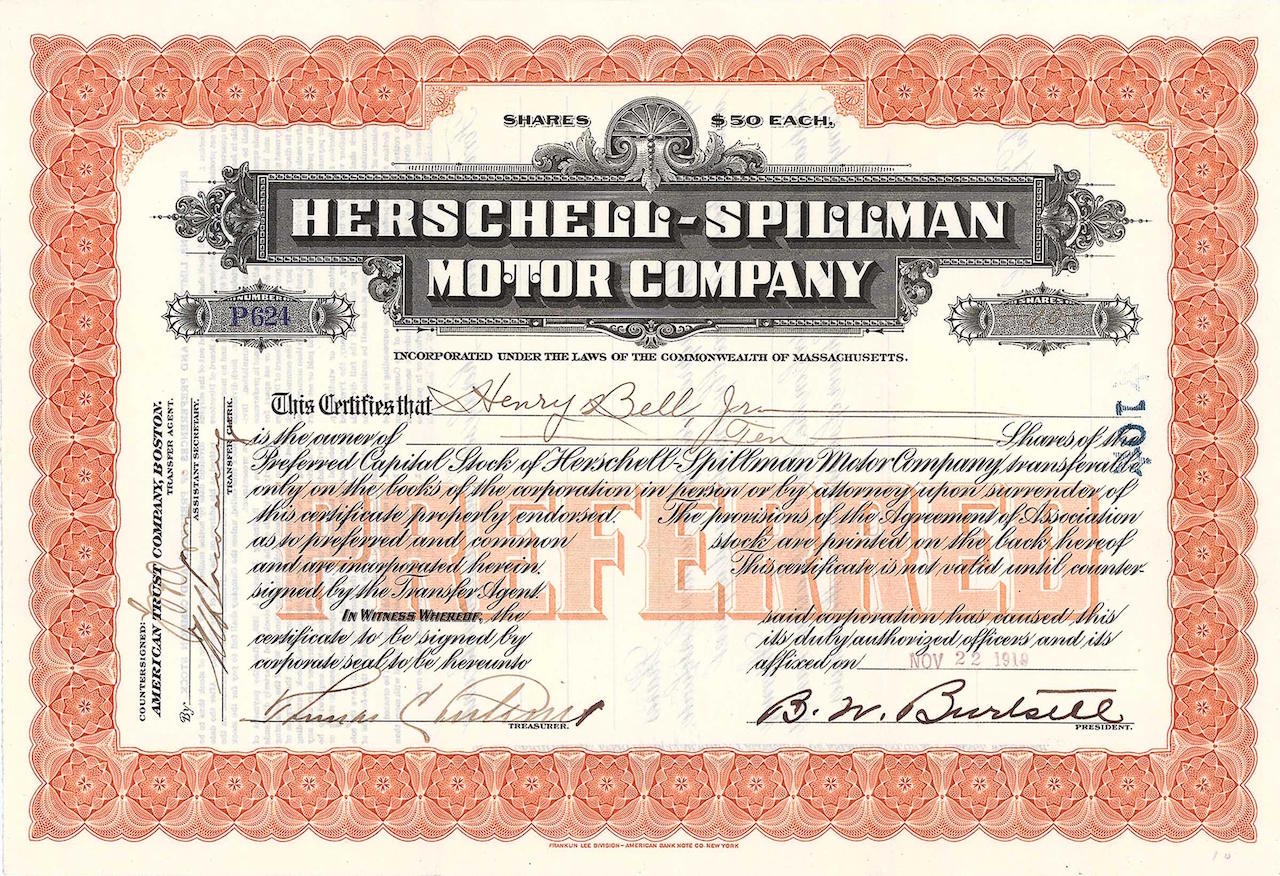 SHARES $50 EACH.
HERSCHELL-SPILLMAN
MOTOR COMPANY
NUMBER
P624
SHARES
10
INCORPORATED UNDER THE LAWS OF THE COMMONWEALTH OF MASSACHUSETTS.
This Certifies that Henry Bell Jr.
is the owner of Ten Shares of the
Preferred Capital Stock of Herschell-Spillman Motor Company, transferable
only on the books of the corporation in person or by attorney upon surrender of
this certificate properly endorsed. The provisions of the Agreement of Association
as to preferred and common stock are printed on the back hereof
and are incorporated herein. This certificate is not valid until counter-
signed by the Transfer Agent.
PREFERRED
IN WITNESS WHEREOF, the said corporation has caused this
certificate to be signed by its duly authorized officers and its
corporate seal to be hereunto affixed on NOV 22 1919
TREASURER.
B. W. Burtsell
PRESIDENT.
COUNTERSIGNED:
AMERICAN TRUST COMPANY, BOSTON.
TRANSFER AGENT.
By
ASSISTANT SECRETARY.
TRANSFER CLERK.
FRANKLIN LEE DIVISION - AMERICAN BANK NOTE CO. NEW YORK